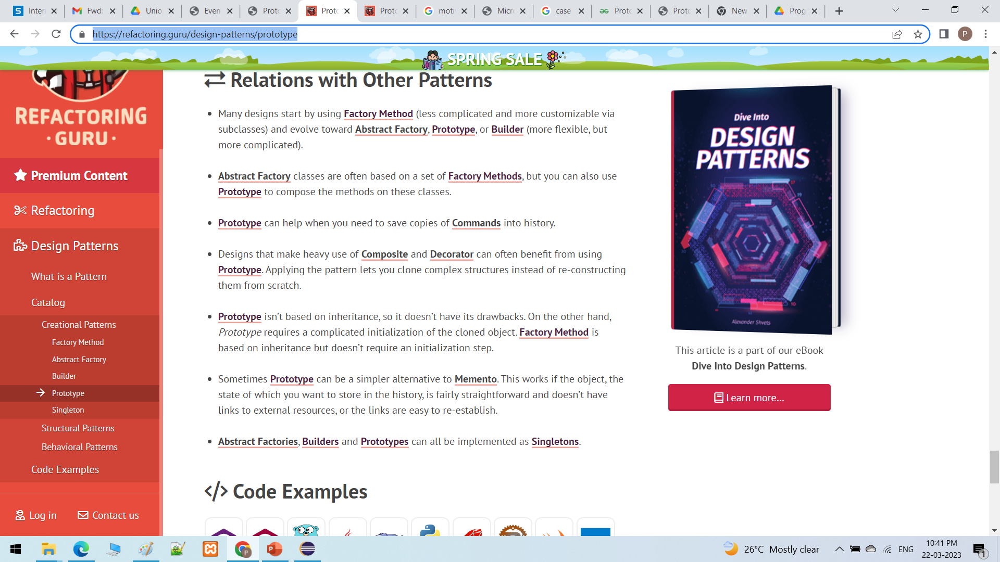 Inter
Fwd:
Unio
Even
Proto
Proto
Proto
moti
Micr
case
Proto
Proto
New
Prog
https://refactoring.guru/design-patterns/prototype
P
SPRING SALE
REFACTORING
·GURU·
Premium Content
Refactoring
Design Patterns
What is a Pattern
Catalog
Creational Patterns
Factory Method
Abstract Factory
Builder
Prototype
Singleton
Structural Patterns
Behavioral Patterns
Code Examples
Log in
Contact us
Relations with Other Patterns
• Many designs start by using Factory Method (less complicated and more customizable via
subclasses) and evolve toward Abstract Factory, Prototype, or Builder (more flexible, but
more complicated).
• Abstract Factory classes are often based on a set of Factory Methods, but you can also use
Prototype to compose the methods on these classes.
• Prototype can help when you need to save copies of Commands into history.
• Designs that make heavy use of Composite and Decorator can often benefit from using
Prototype. Applying the pattern lets you clone complex structures instead of re-constructing
them from scratch.
• Prototype isn’t based on inheritance, so it doesn’t have its drawbacks. On the other hand,
Prototype requires a complicated initialization of the cloned object. Factory Method is
based on inheritance but doesn’t require an initialization step.
• Sometimes Prototype can be a simpler alternative to Memento. This works if the object, the
state of which you want to store in the history, is fairly straightforward and doesn’t have
links to external resources, or the links are easy to re-establish.
• Abstract Factories, Builders and Prototypes can all be implemented as Singletons.
</> Code Examples
Dive Into
DESIGN
PATTERNS
Alexander Shvets
This article is a part of our eBook
Dive Into Design Patterns.
Learn more...
26°C Mostly clear
ENG
10:41 PM
22-03-2023
1